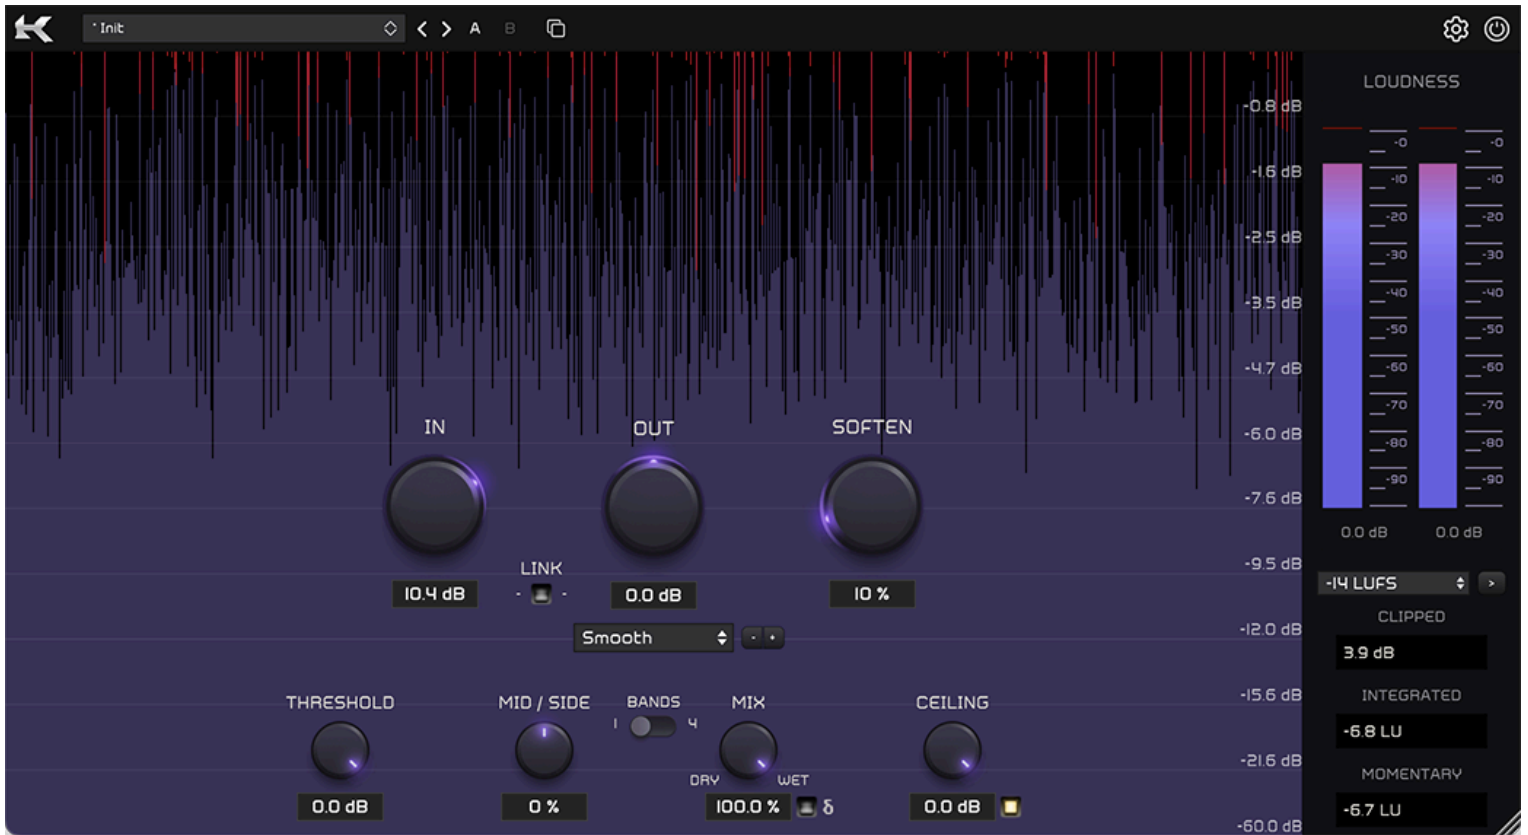 * Init
A
B
LOUDNESS
-0.8 dB
-1.6 dB
-2.5 dB
-3.5 dB
-4.7 dB
-6.0 dB
-7.6 dB
-9.5 dB
-12.0 dB
-15.6 dB
-21.6 dB
-60.0 dB
-0
-10
-20
-30
-40
-50
-60
-70
-80
-90
-0
-10
-20
-30
-40
-50
-60
-70
-80
-90
0.0 dB
0.0 dB
IN
OUT
SOFTEN
10.4 dB
LINK
- -
0.0 dB
10 %
Smooth
- +
THRESHOLD
MID / SIDE
BANDS
1 4
MIX
CEILING
DRY WET
0.0 dB
0 %
100.0 %
δ
0.0 dB
-14 LUFS
>
CLIPPED
3.9 dB
INTEGRATED
-6.8 LU
MOMENTARY
-6.7 LU